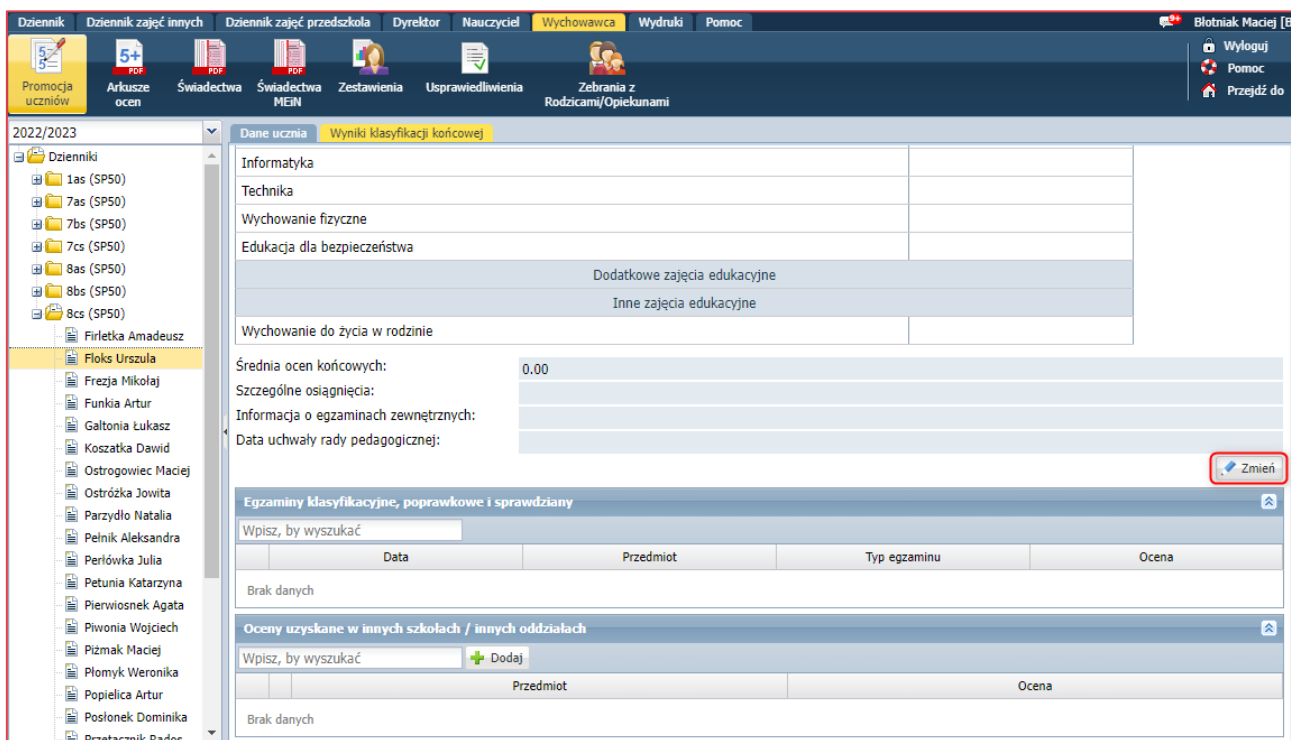 Dziennik Dziennik zajęć innych Dziennik zajęć przedszkola Dyrektor Nauczyciel Wychowawca Wydruki Pomoc 9+ Błotniak Maciej [B
Promocja uczniów
Arkusze ocen
Świadectwa
Świadectwa MEiN
Zestawienia
Usprawiedliwienia
Zebrania z Rodzicami/Opiekunami
5+
PDF
PDF
PDF
Wyloguj
Pomoc
Przejdź do
2022/2023
Dzienniki
1as (SP50)
7as (SP50)
7bs (SP50)
7cs (SP50)
8as (SP50)
8bs (SP50)
8cs (SP50)
Firletka Amadeusz
Floks Urszula
Frezja Mikołaj
Funkia Artur
Galtonia Łukasz
Koszatka Dawid
Ostrogowiec Maciej
Ostróżka Jowita
Parzydło Natalia
Pełnik Aleksandra
Perłówka Julia
Petunia Katarzyna
Pierwiosnek Agata
Piwonia Wojciech
Piżmak Maciej
Płomyk Weronika
Popielica Artur
Posłonek Dominika
Przetacznik Rados
Dane ucznia Wyniki klasyfikacji końcowej
Informatyka
Technika
Wychowanie fizyczne
Edukacja dla bezpieczeństwa
Dodatkowe zajęcia edukacyjne
Inne zajęcia edukacyjne
Wychowanie do życia w rodzinie
Średnia ocen końcowych: 0.00
Szczególne osiągnięcia:
Informacja o egzaminach zewnętrznych:
Data uchwały rady pedagogicznej:
Zmień
Egzaminy klasyfikacyjne, poprawkowe i sprawdziany
Wpisz, by wyszukać
Data Przedmiot Typ egzaminu Ocena
Brak danych
Oceny uzyskane w innych szkołach / innych oddziałach
Wpisz, by wyszukać Dodaj
Przedmiot Ocena
Brak danych